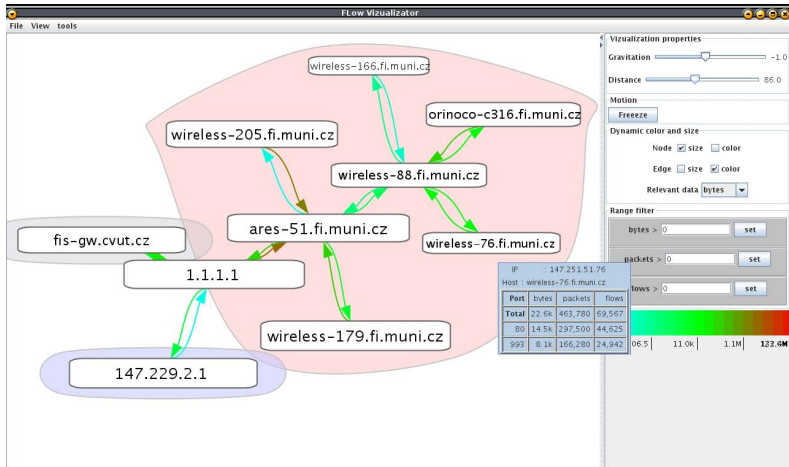 FLow Vizualizator
File View tools
wireless-166.fi.muni.cz
orinoco-c316.fi.muni.cz
wireless-205.fi.muni.cz
wireless-88.fi.muni.cz
ares-51.fi.muni.cz
fis-gw.cvut.cz
wireless-76.fi.muni.cz
1.1.1.1
wireless-179.fi.muni.cz
147.229.2.1
IP : 147.251.51.76
Host : wireless-76.fi.muni.cz
Port bytes packets flows
Total 22.6k 463,780 69,567
80 14.5k 297,500 44,625
993 8.1k 166,280 24,942
Vizualization properties
Gravitation -1.0
Distance 86.0
Motion
Freeeze
Dynamic color and size
Node size color
Edge size color
Relevant data bytes
Range filter
bytes > 0 set
packets > 0 set
lows > 0 set
06.5 11.0k 1.1M